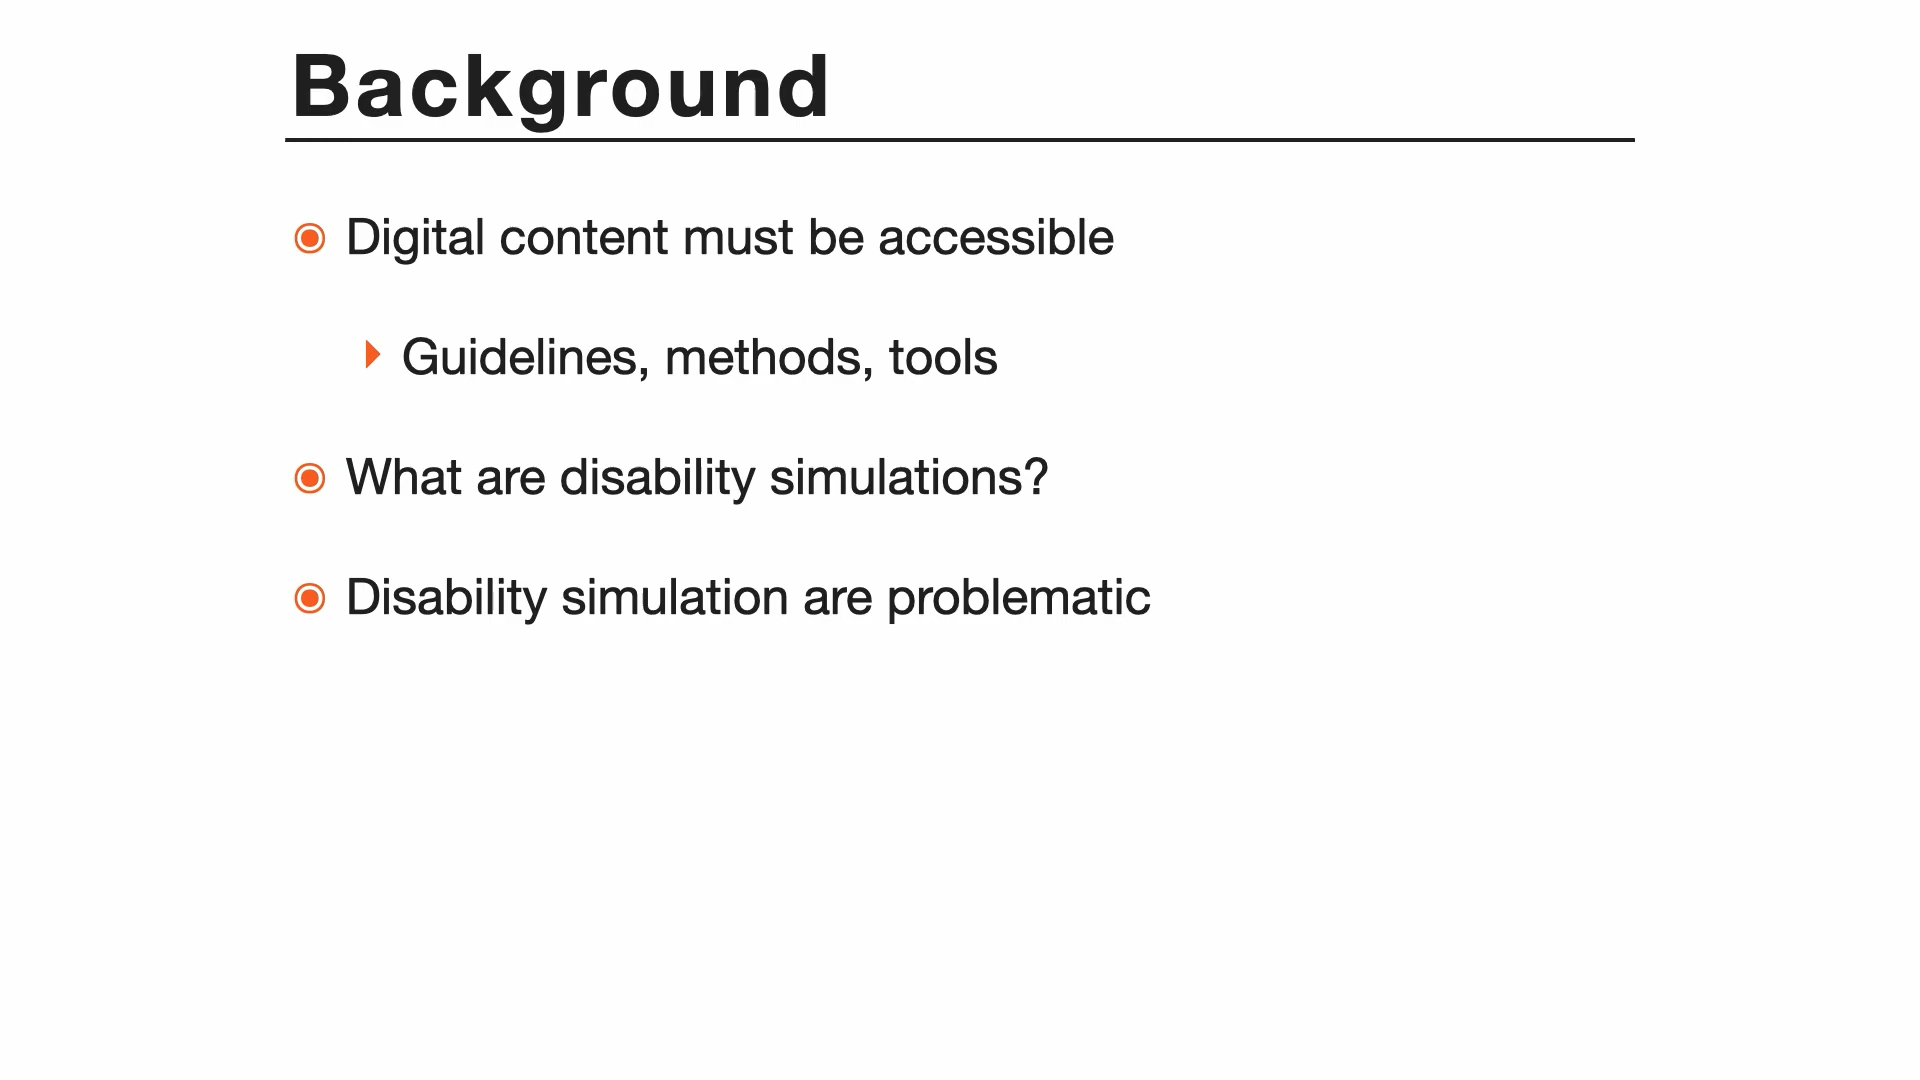 Background
Digital content must be accessible
Guidelines, methods, tools
What are disability simulations?
Disability simulation are problematic